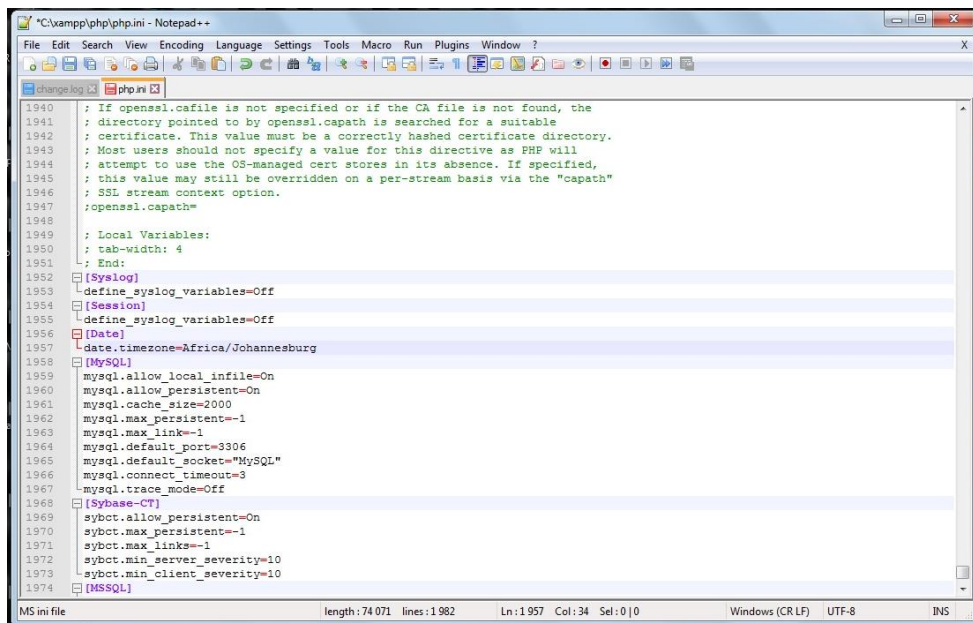 *C:\xampp\php\php.ini - Notepad++
File Edit Search View Encoding Language Settings Tools Macro Run Plugins Window ? X
change.log php.ini
1940 ; If openssl.cafile is not specified or if the CA file is not found, the
1941 ; directory pointed to by openssl.capath is searched for a suitable
1942 ; certificate. This value must be a correctly hashed certificate directory.
1943 ; Most users should not specify a value for this directive as PHP will
1944 ; attempt to use the OS-managed cert stores in its absence. If specified,
1945 ; this value may still be overridden on a per-stream basis via the "capath"
1946 ; SSL stream context option.
1947 ;openssl.capath=
1948
1949 ; Local Variables:
1950 ; tab-width: 4
1951 ; End:
1952 [Syslog]
1953 define_syslog_variables=Off
1954 [Session]
1955 define_syslog_variables=Off
1956 [Date]
1957 date.timezone=Africa/Johannesburg
1958 [MySQL]
1959 mysql.allow_local_infile=On
1960 mysql.allow_persistent=On
1961 mysql.cache_size=2000
1962 mysql.max_persistent=-1
1963 mysql.max_link=-1
1964 mysql.default_port=3306
1965 mysql.default_socket="MySQL"
1966 mysql.connect_timeout=3
1967 mysql.trace_mode=Off
1968 [Sybase-CT]
1969 sybct.allow_persistent=On
1970 sybct.max_persistent=-1
1971 sybct.max_links=-1
1972 sybct.min_server_severity=10
1973 sybct.min_client_severity=10
1974 [MSSQL]
MS ini file length : 74 071 lines : 1 982 Ln : 1 957 Col : 34 Sel : 0 | 0 Windows (CR LF) UTF-8 INS